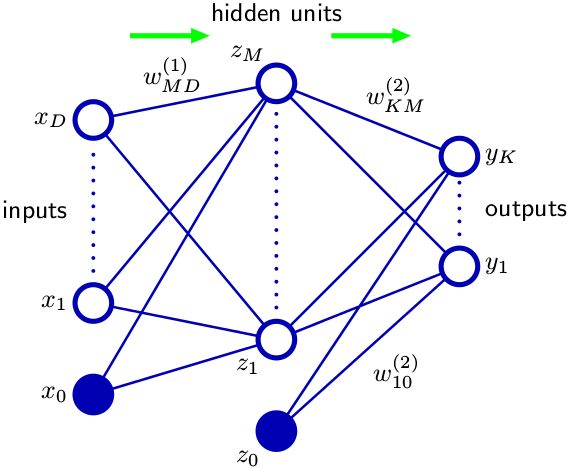 hidden units
z_M
w_{MD}^{(1)}
w_{KM}^{(2)}
x_D
y_K
inputs
outputs
y_1
x_1
z_1
w_{10}^{(2)}
x_0
z_0